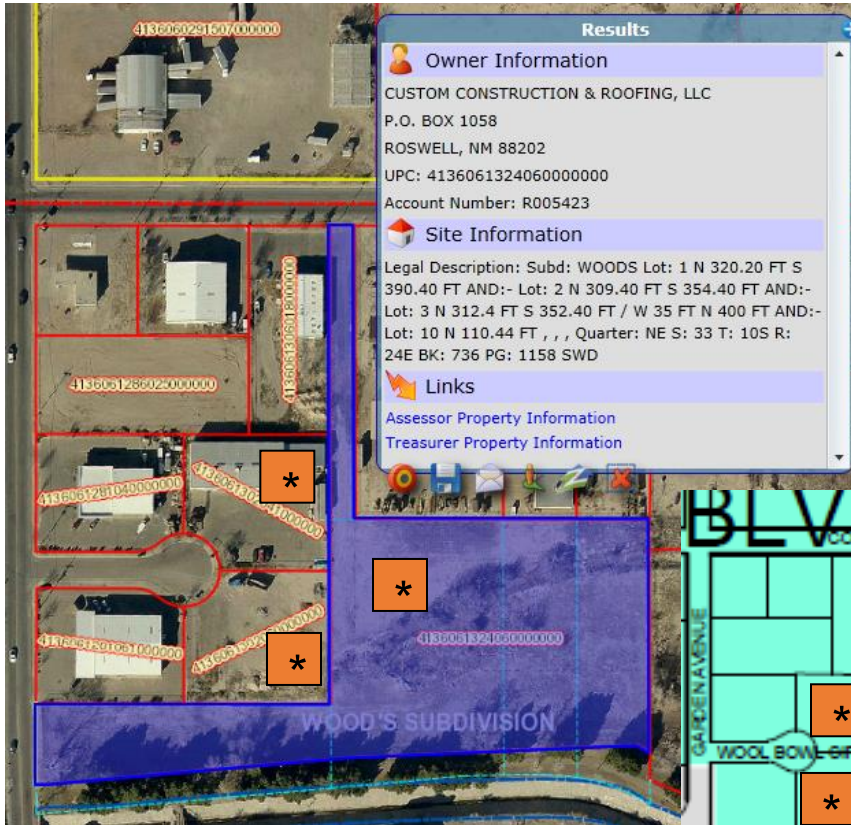 4136060291507000000
Results
Owner Information
CUSTOM CONSTRUCTION & ROOFING, LLC
P.O. BOX 1058
ROSWELL, NM 88202
UPC: 4136061324060000000
Account Number: R005423
Site Information
Legal Description: Subd: WOODS Lot: 1 N 320.20 FT S
390.40 FT AND:- Lot: 2 N 309.40 FT S 354.40 FT AND:-
Lot: 3 N 312.4 FT S 352.40 FT / W 35 FT N 400 FT AND:-
Lot: 10 N 110.44 FT , , , Quarter: NE S: 33 T: 10S R:
24E BK: 736 PG: 1158 SWD
Links
Assessor Property Information
Treasurer Property Information
4136061306018000000
4136061286025000000
4136061281040000000
*
*
4136061324060000000
4136061201061000000
*
WOOD'S SUBDIVISION
BLV
GARDEN AVENUE
*
WOOL BOWL CIR
*